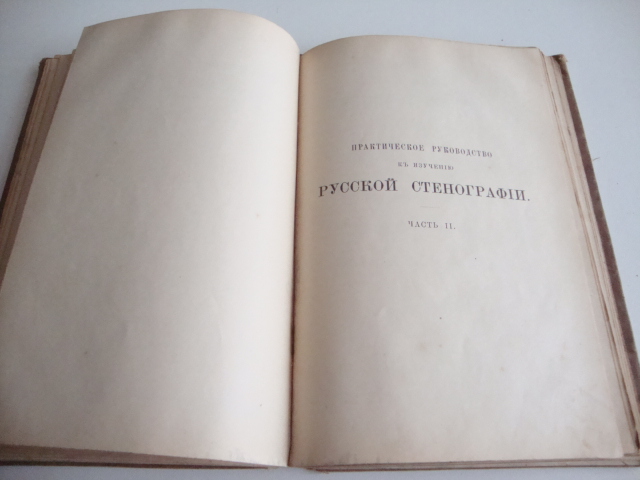 ПРАКТИЧЕСКОЕ РУКОВОДСТВО
КЪ ИЗУЧЕНІЮ
РУССКОЙ СТЕНОГРАФІИ.
ЧАСТЬ II.